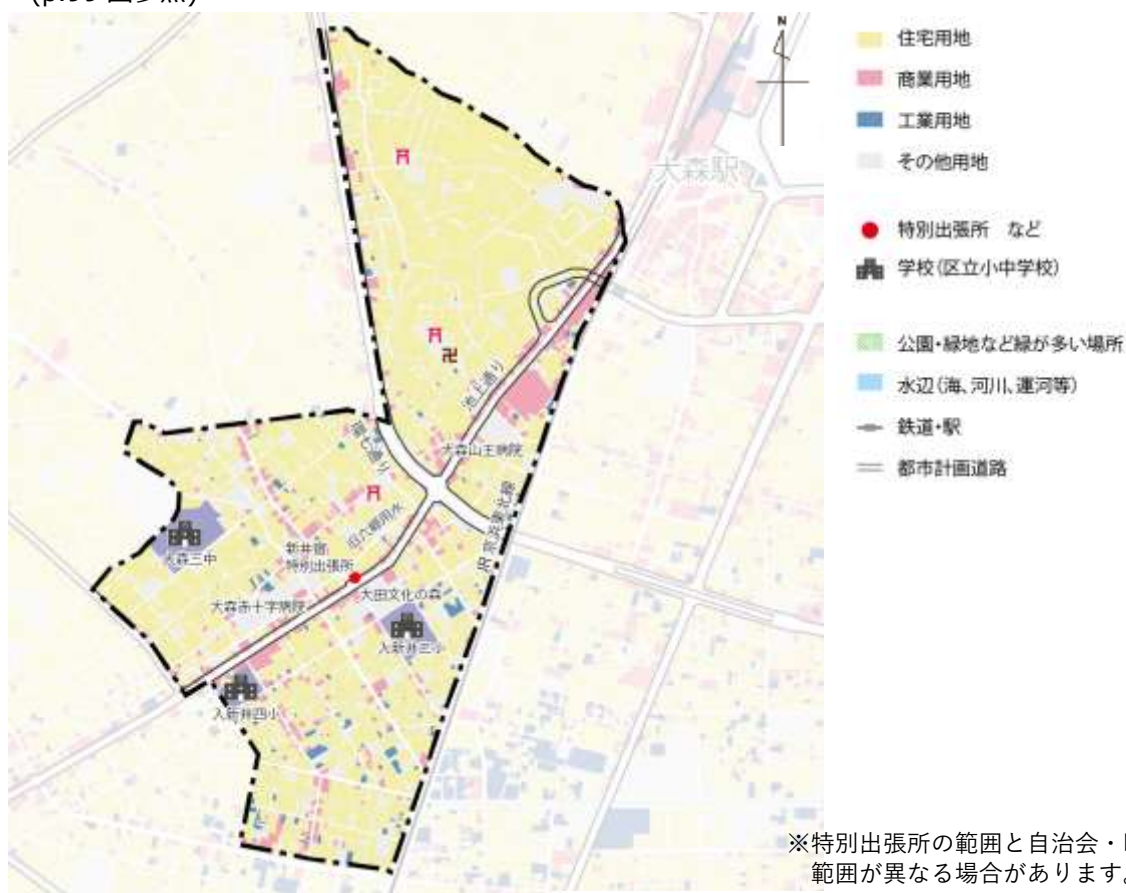 N
大森駅
池上通り
大森山王病院
環七通り
旧六郷用水
JR 京浜東北線
大森三中
新井宿
特別出張所
大田文化の森
大森赤十字病院
入新井三小
入新井四小
住宅用地
商業用地
工業用地
その他用地
特別出張所 など
学校(区立小中学校)
公園・緑地など緑が多い場所
水辺(海、河川、運河等)
鉄道・駅
都市計画道路
※特別出張所の範囲と自治会・
範囲が異なる場合があります。